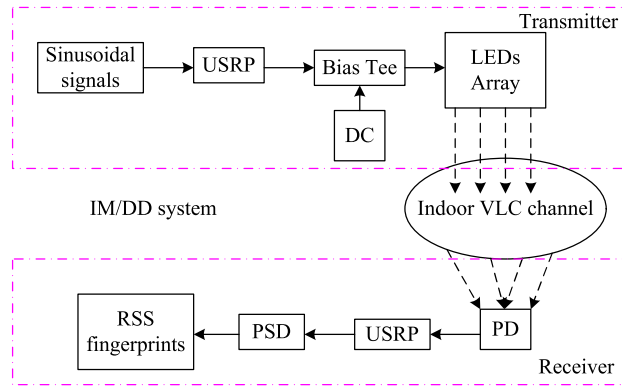 Transmitter
Sinusoidal
signals
USRP
Bias Tee
LEDs
Array
DC
IM/DD system
Indoor VLC channel
RSS
fingerprints
PSD
USRP
PD
Receiver